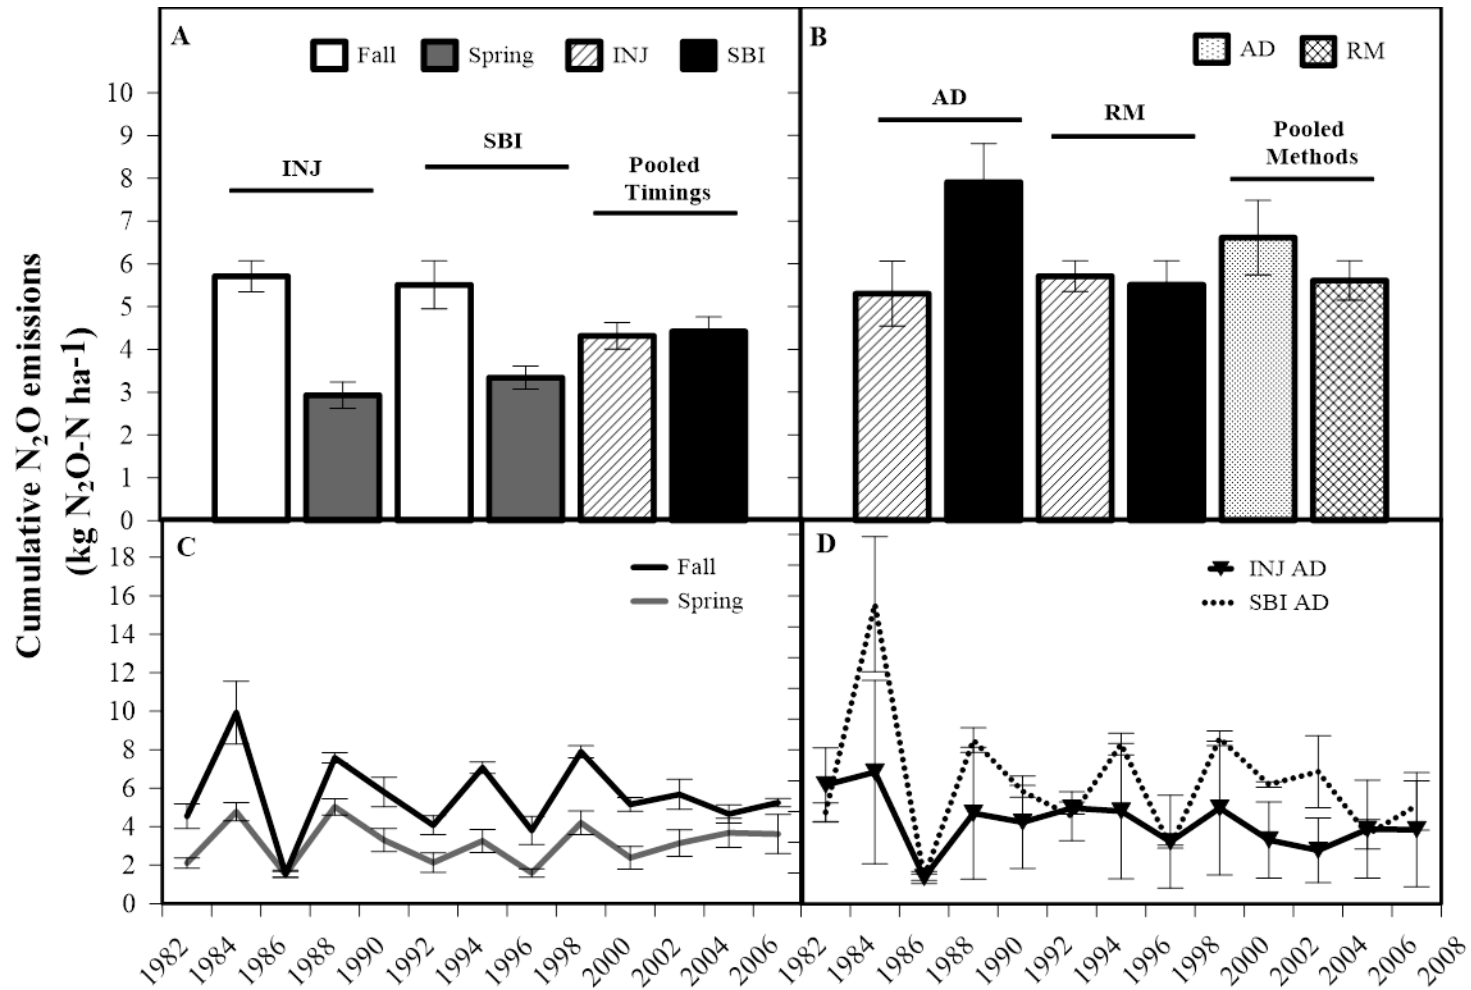 Cumulative N₂O emissions
(kg N₂O-N ha-1)
A
Fall
Spring
INJ
SBI
10
9
8
7
6
5
4
3
2
1
0
INJ
SBI
Pooled
Timings
B
AD
RM
AD
RM
Pooled
Methods
C
Fall
Spring
18
16
14
12
10
8
6
4
2
0
D
INJ AD
SBI AD
1982
1984
1986
1988
1990
1992
1994
1996
1998
2000
2002
2004
2006
1982
1984
1986
1988
1990
1992
1994
1996
1998
2000
2002
2004
2006
2008